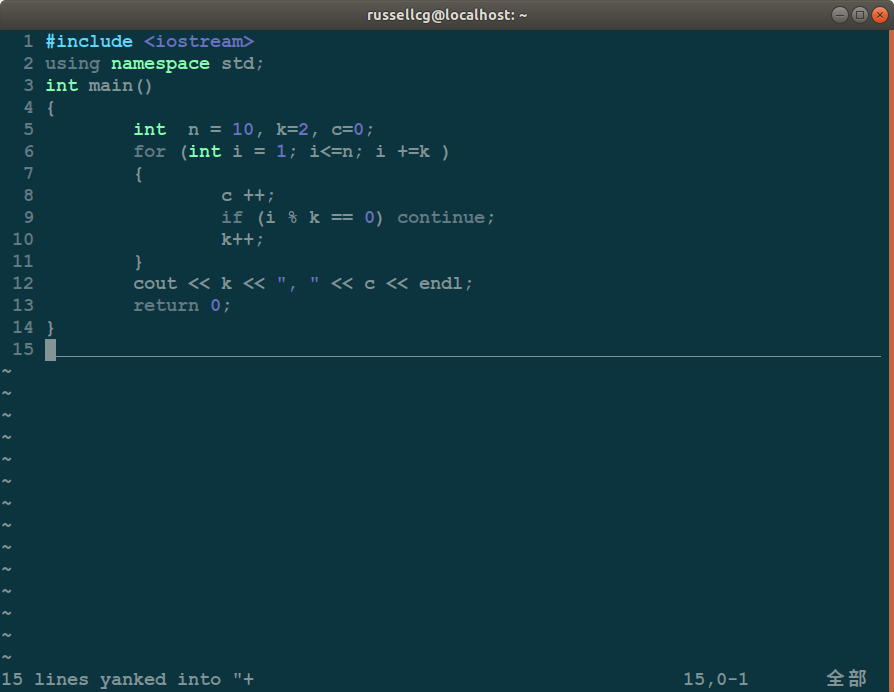 russellcg@localhost: ~
1 #include <iostream>
2 using namespace std;
3 int main()
4 {
5         int  n = 10, k=2, c=0;
6         for (int i = 1; i<=n; i +=k )
7         {
8                 c ++;
9                 if (i % k == 0) continue;
10                 k++;
11         }
12         cout << k << ", " << c << endl;
13         return 0;
14 }
15
~
~
~
~
~
~
~
~
~
~
~
~
~
~
15 lines yanked into "+ 15,0-1 全部